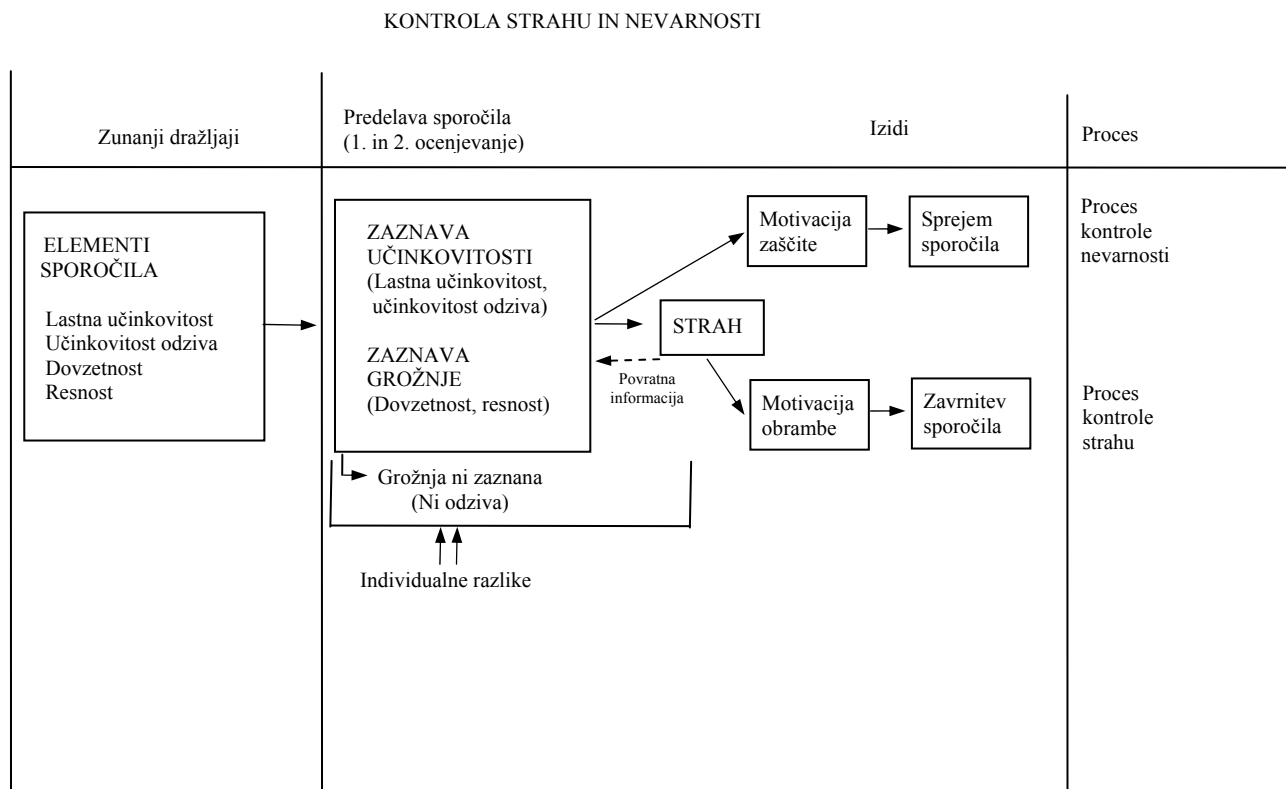 KONTROLA STRAHU IN NEVARNOSTI
Zunanji dražljaji
Predelava sporočila
(1. in 2. ocenjevanje)
Izidi
Proces
ELEMENTI
SPOROČILA
Lastna učinkovitost
Učinkovitost odziva
Dovzetnost
Resnost
ZAZNAVA
UČINKOVITOSTI
(Lastna učinkovitost,
učinkovitost odziva)
ZAZNAVA
GROŽNJE
(Dovzetnost, resnost)
Grožnja ni zaznana
(Ni odziva)
Individualne razlike
STRAH
Povratna
informacija
Motivacija
zaščite
Sprejem
sporočila
Motivacija
obrambe
Zavrnitev
sporočila
Proces
kontrole
nevarnosti
Proces
kontrole
strahu